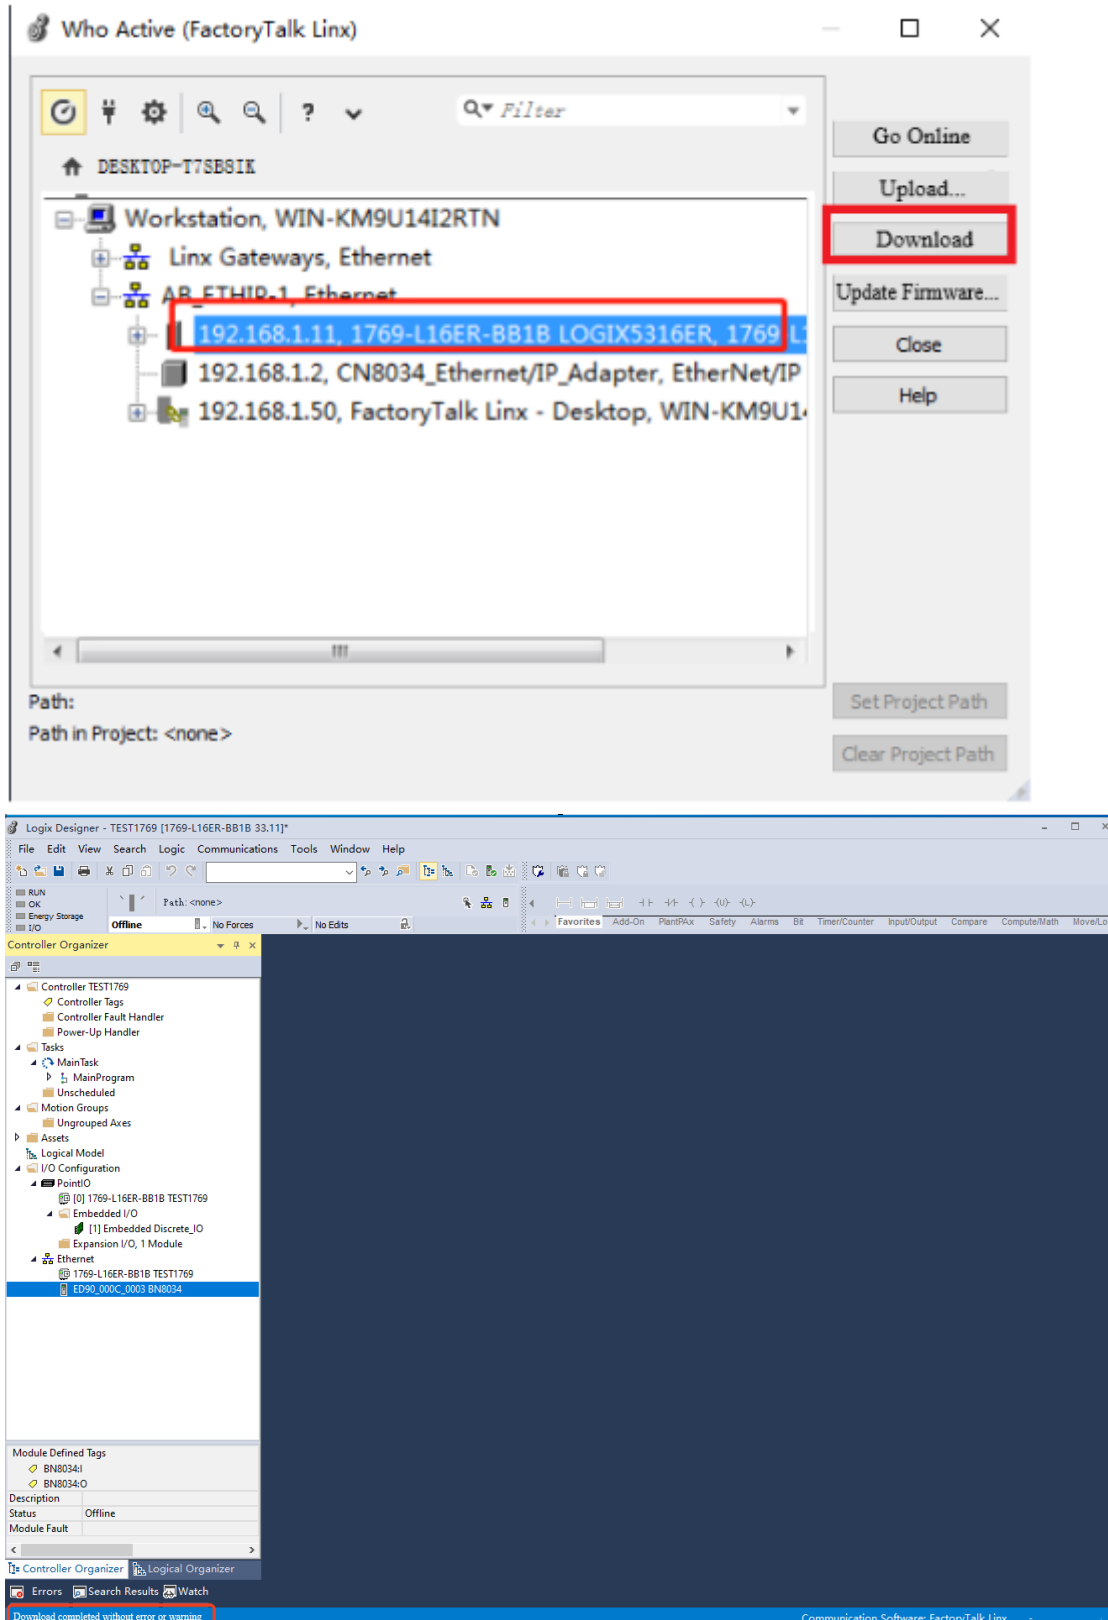 Who Active (FactoryTalk Linx)
Filter
DESKTOP-T7SB8IK
Workstation, WIN-KM9U14I2RTN
Linx Gateways, Ethernet
AB_ETHIP-1, Ethernet
192.168.1.11, 1769-L16ER-BB1B LOGIX5316ER, 1769-L1
192.168.1.2, CN8034_Ethernet/IP_Adapter, EtherNet/IP
192.168.1.50, FactoryTalk Linx - Desktop, WIN-KM9U1
Go Online
Upload...
Download
Update Firmware...
Close
Help
Path:
Path in Project: <none>
Set Project Path
Clear Project Path
Logix Designer - TEST1769 [1769-L16ER-BB1B 33.11]*
File Edit View Search Logic Communications Tools Window Help
RUN
OK
Energy Storage
I/O
Path: <none>
Offline
No Forces
No Edits
Favorites Add-On PlantPAx Safety Alarms Bit Timer/Counter Input/Output Compare Compute/Math Move/Lo
Controller Organizer
Controller TEST1769
Controller Tags
Controller Fault Handler
Power-Up Handler
Tasks
MainTask
MainProgram
Unscheduled
Motion Groups
Ungrouped Axes
Assets
Logical Model
I/O Configuration
PointIO
[0] 1769-L16ER-BB1B TEST1769
Embedded I/O
[1] Embedded Discrete_IO
Expansion I/O, 1 Module
Ethernet
1769-L16ER-BB1B TEST1769
ED90_000C_0003 BN8034
Module Defined Tags
BN8034:I
BN8034:O
Description
Status Offline
Module Fault
Controller Organizer Logical Organizer
Errors Search Results Watch
Download completed without error or warning
Communication Software: FactoryTalk Linx